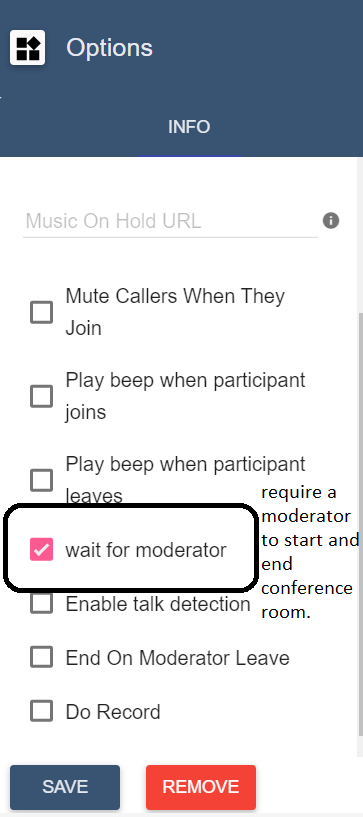 Options
INFO
Music On Hold URL
Mute Callers When They
Join
Play beep when participant
joins
Play beep when participant
leaves
wait for moderator
require a
moderator
to start and
end
conference
room.
Enable talk detection
End On Moderator Leave
Do Record
SAVE
REMOVE